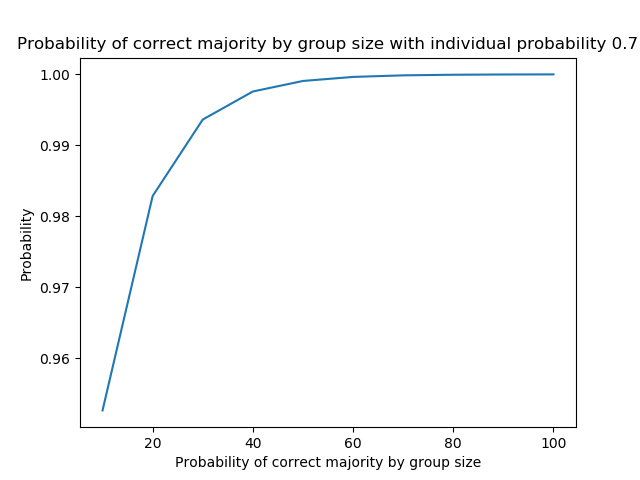 Probability of correct majority by group size with individual probability 0.7
1.00
0.99
0.98
0.97
0.96
Probability
20 40 60 80 100
Probability of correct majority by group size